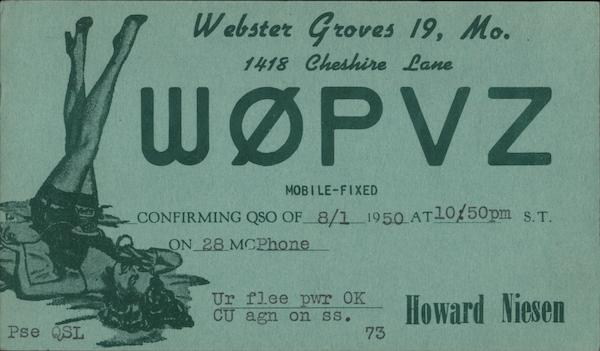 Webster Groves 19, Mo.
1418 Cheshire Lane
WØPVZ
MOBILE-FIXED
CONFIRMING QSO OF 8/1 1950 AT 10:50pm S.T.
ON 28 MC Phone
Ur flee pwr OK
CU agn on ss.
Pse QSL
73
Howard Niesen